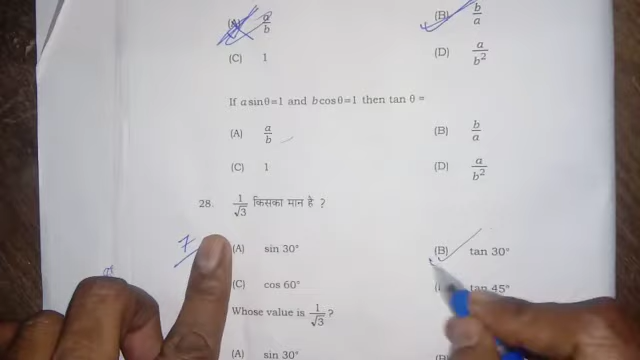 (A) a/b (B) b/a
(C) 1 (D) a/b²
If a sinθ=1 and b cosθ=1 then tan θ =
(A) a/b (B) b/a
(C) 1 (D) a/b²
28. 1/√3 किसका मान है ?
7
(A) sin 30° (B) tan 30°
(C) cos 60° tan 45°
Whose value is 1/√3?
(A) sin 30° (B)